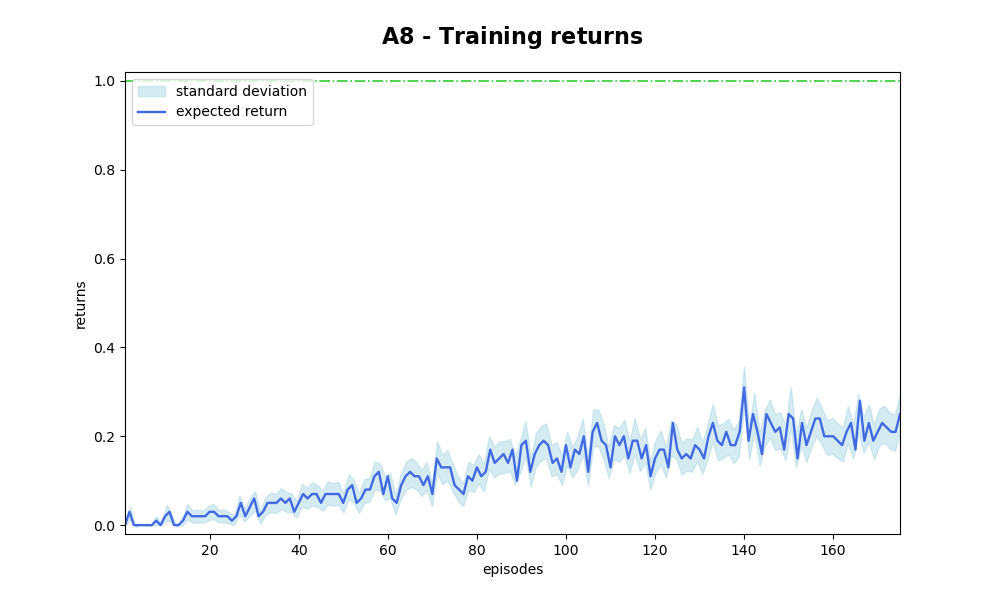 A8 - Training returns
1.0
0.8
0.6
0.4
0.2
0.0
returns
standard deviation
expected return
20 40 60 80 100 120 140 160
episodes